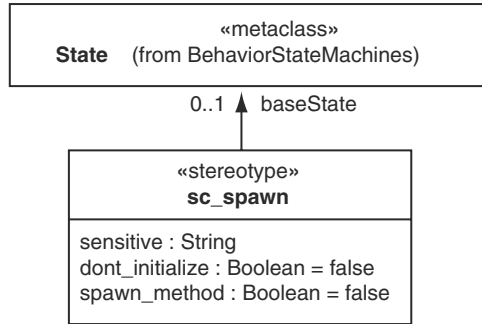 «metaclass»
State (from BehaviorStateMachines)
0..1 baseState
«stereotype»
sc_spawn
sensitive : String
dont_initialize : Boolean = false
spawn_method : Boolean = false